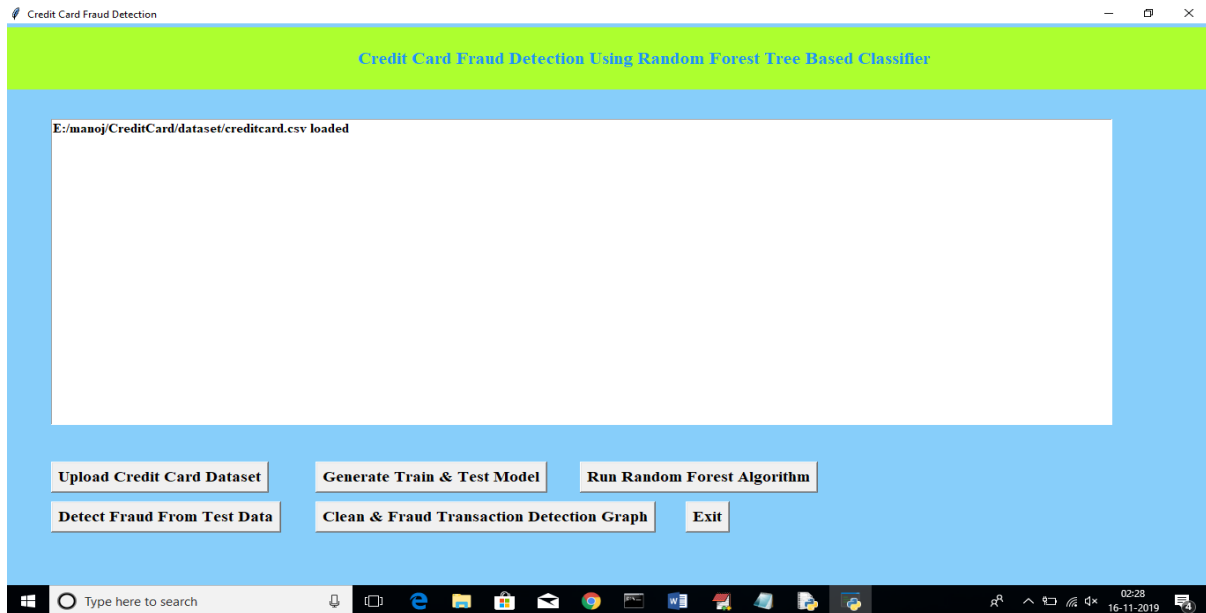 Credit Card Fraud Detection
Credit Card Fraud Detection Using Random Forest Tree Based Classifier
E:/manoj/CreditCard/dataset/creditcard.csv loaded
Upload Credit Card Dataset Generate Train & Test Model Run Random Forest Algorithm
Detect Fraud From Test Data Clean & Fraud Transaction Detection Graph Exit
Type here to search 02:28
16-11-2019 4